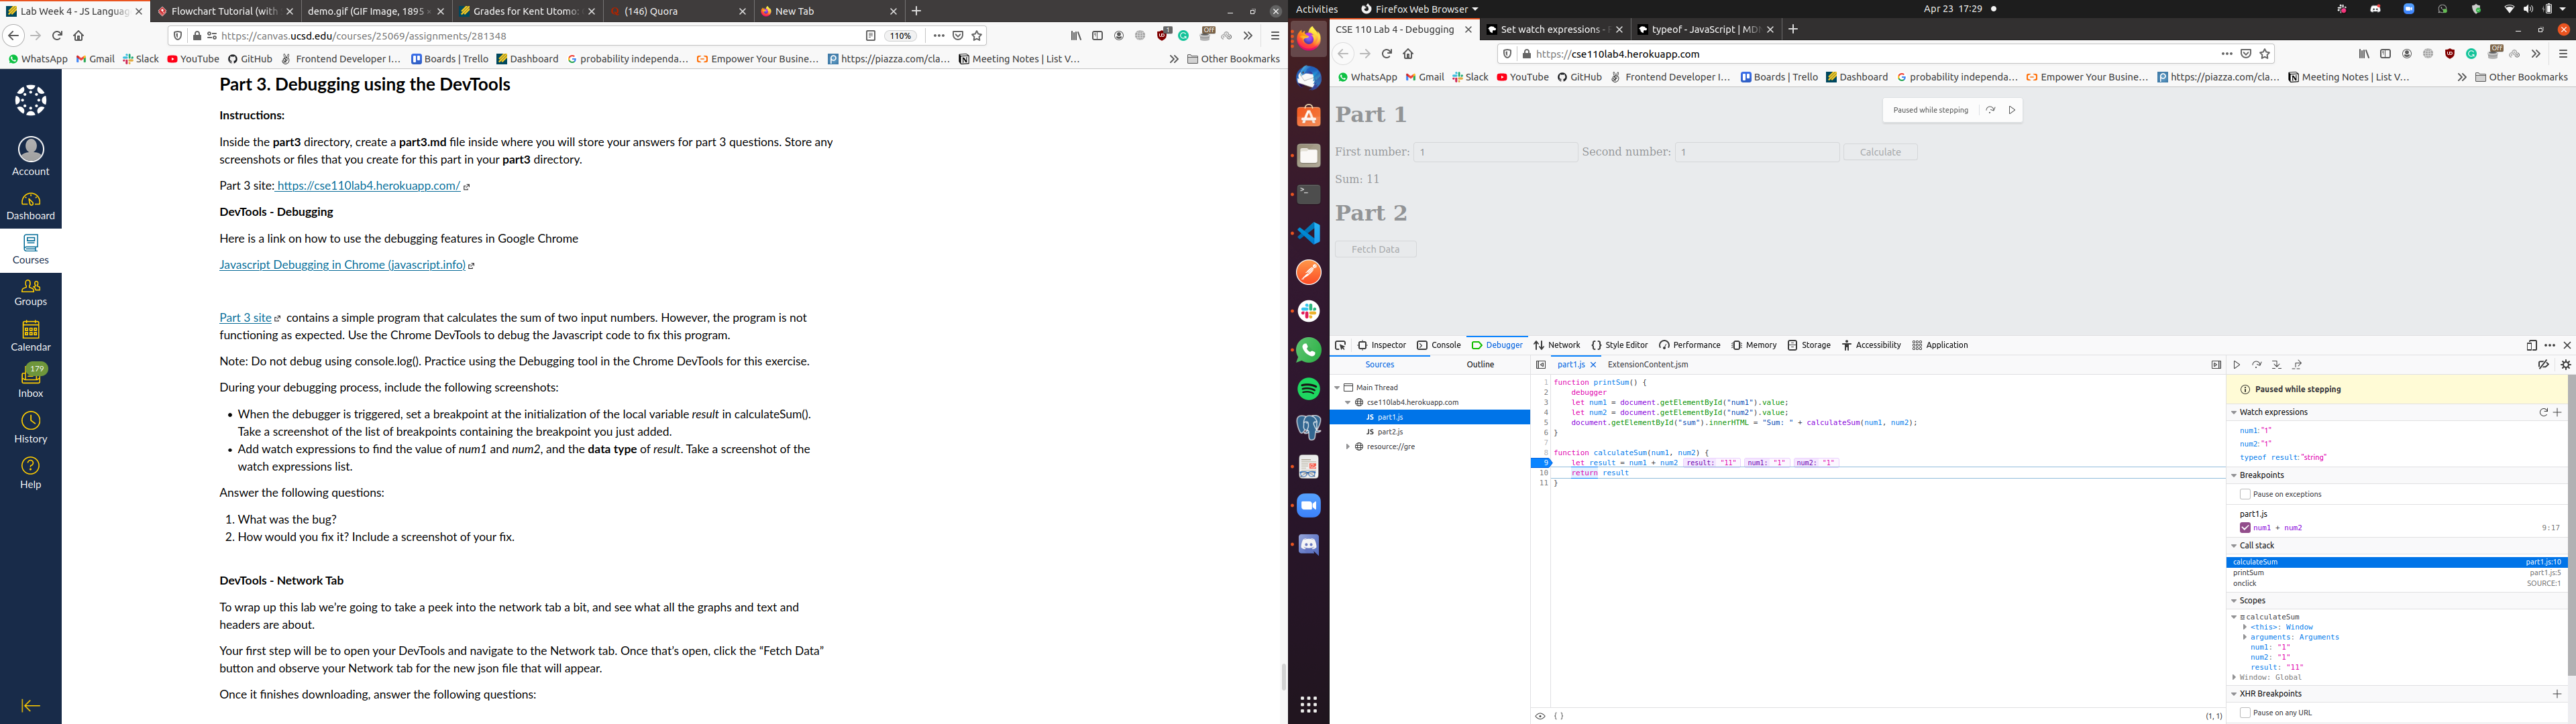 Lab Week 4 - JS Languag
Flowchart Tutorial (with
demo.gif (GIF Image, 1895
Grades for Kent Utomo:
(146) Quora
New Tab
https://canvas.ucsd.edu/courses/25069/assignments/281348
110%
WhatsApp
Gmail
Slack
YouTube
GitHub
Frontend Developer I…
Boards | Trello
Dashboard
probability independa…
Empower Your Busine…
https://piazza.com/cla…
Meeting Notes | List V…
Other Bookmarks
Account
Dashboard
Courses
Groups
Calendar
179
Inbox
History
Help
Part 3. Debugging using the DevTools
Instructions:
Inside the part3 directory, create a part3.md file inside where you will store your answers for part 3 questions. Store any
screenshots or files that you create for this part in your part3 directory.
Part 3 site: https://cse110lab4.herokuapp.com/
DevTools - Debugging
Here is a link on how to use the debugging features in Google Chrome
Javascript Debugging in Chrome (javascript.info)
Part 3 site contains a simple program that calculates the sum of two input numbers. However, the program is not
functioning as expected. Use the Chrome DevTools to debug the Javascript code to fix this program.
Note: Do not debug using console.log(). Practice using the Debugging tool in the Chrome DevTools for this exercise.
During your debugging process, include the following screenshots:
• When the debugger is triggered, set a breakpoint at the initialization of the local variable result in calculateSum().
Take a screenshot of the list of breakpoints containing the breakpoint you just added.
• Add watch expressions to find the value of num1 and num2, and the data type of result. Take a screenshot of the
watch expressions list.
Answer the following questions:
1. What was the bug?
2. How would you fix it? Include a screenshot of your fix.
DevTools - Network Tab
To wrap up this lab we're going to take a peek into the network tab a bit, and see what all the graphs and text and
headers are about.
Your first step will be to open your DevTools and navigate to the Network tab. Once that's open, click the “Fetch Data”
button and observe your Network tab for the new json file that will appear.
Once it finishes downloading, answer the following questions:
Activities
Firefox Web Browser
Apr 23 17:29
CSE 110 Lab 4 - Debugging
Set watch expressions - F
typeof - JavaScript | MDN
https://cse110lab4.herokuapp.com
WhatsApp
Gmail
Slack
YouTube
GitHub
Frontend Developer I…
Boards | Trello
Dashboard
probability independa…
Empower Your Busine…
https://piazza.com/cla…
Meeting Notes | List V…
Other Bookmarks
Paused while stepping
Part 1
First number: 1 Second number: 1 Calculate
Sum: 11
Part 2
Fetch Data
Inspector
Console
Debugger
Network
Style Editor
Performance
Memory
Storage
Accessibility
Application
Sources
Outline
Main Thread
cse110lab4.herokuapp.com
JS part1.js
JS part2.js
resource://gre
part1.js
ExtensionContent.jsm
1 function printSum() {
2 debugger
3 let num1 = document.getElementById("num1").value;
4 let num2 = document.getElementById("num2").value;
5 document.getElementById("sum").innerHTML = "Sum: " + calculateSum(num1, num2);
6 }
7
8 function calculateSum(num1, num2) {
9 let result = num1 + num2 result: "11" num1: "1" num2: "1"
10 return result
11 }
(1, 1)
Paused while stepping
Watch expressions
num1: "1"
num2: "1"
typeof result: "string"
Breakpoints
Pause on exceptions
part1.js
num1 + num2 9:17
Call stack
calculateSum part1.js:10
printSum part1.js:5
onclick SOURCE:1
Scopes
calculateSum
<this>: Window
arguments: Arguments
num1: "1"
num2: "1"
result: "11"
Window: Global
XHR Breakpoints
Pause on any URL